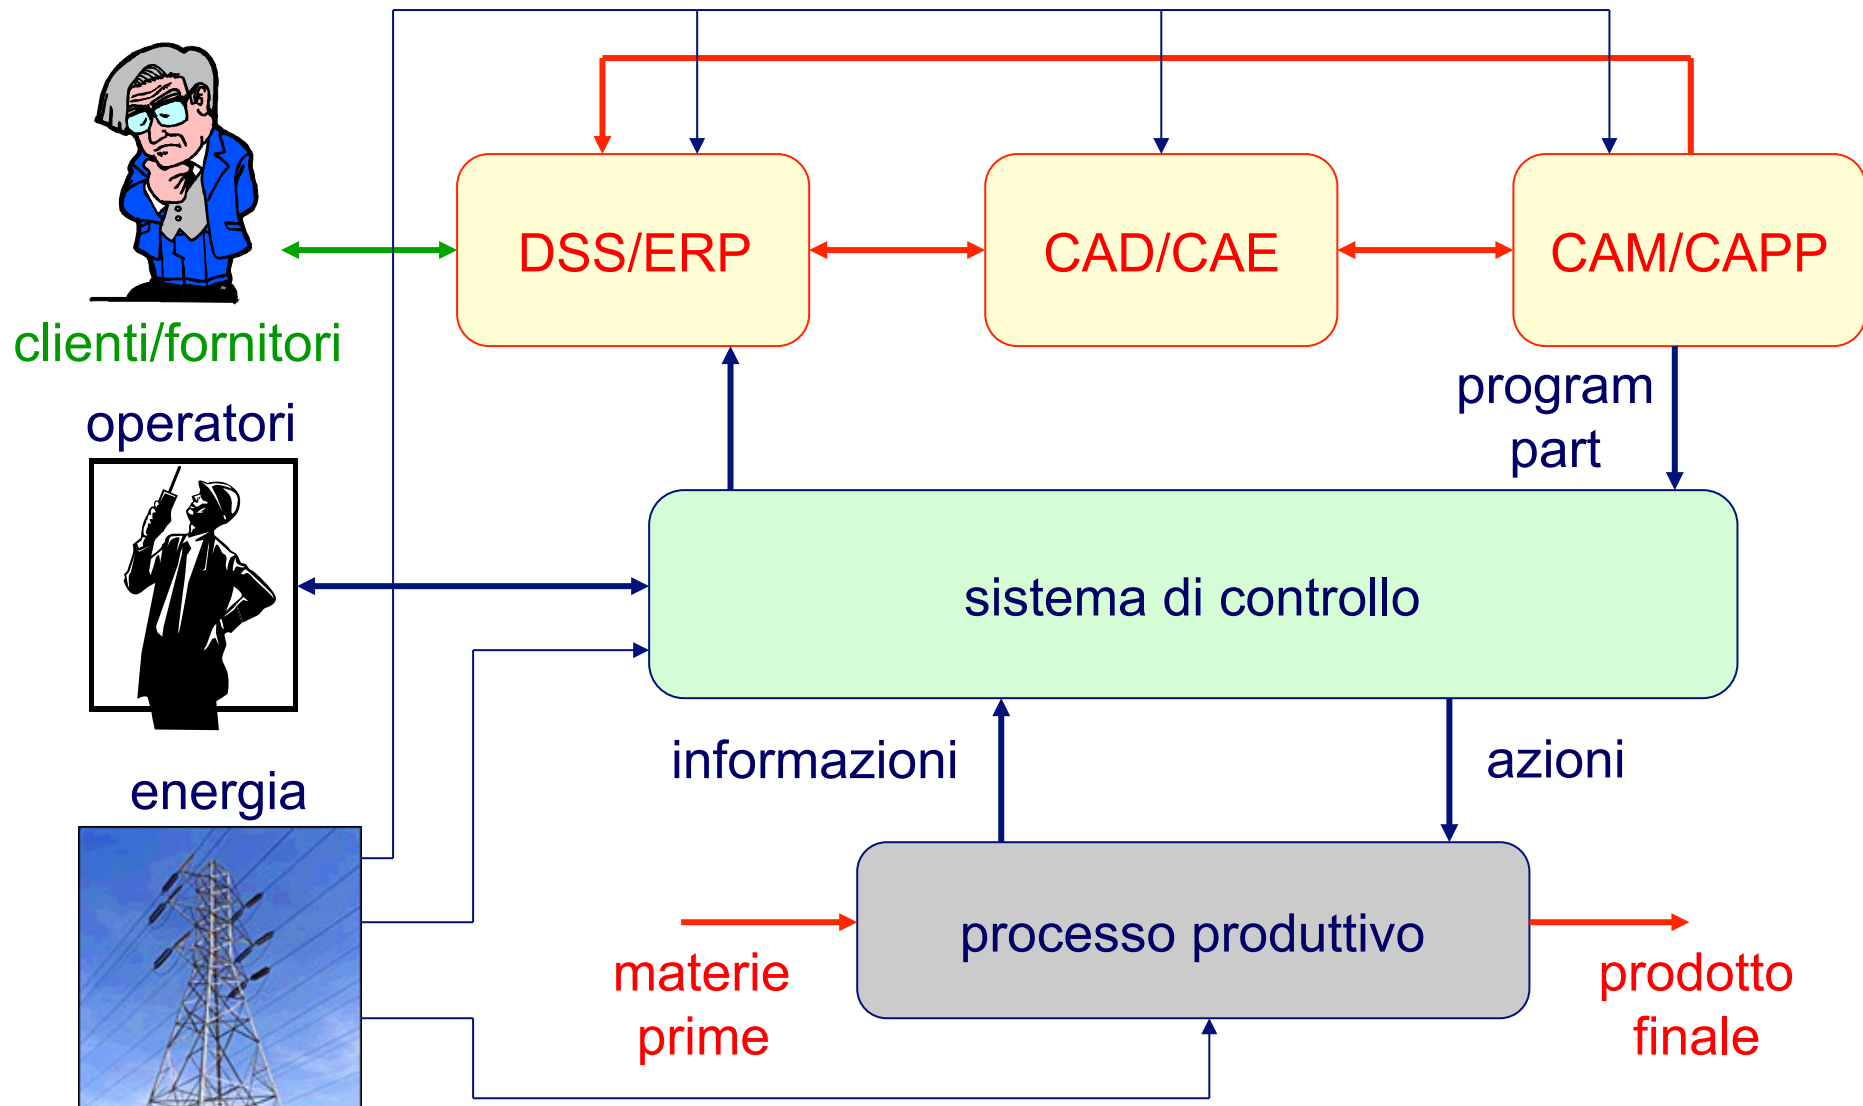 DSS/ERP
CAD/CAE
CAM/CAPP
clienti/fornitori
program
part
operatori
sistema di controllo
informazioni
azioni
energia
processo produttivo
materie
prime
prodotto
finale